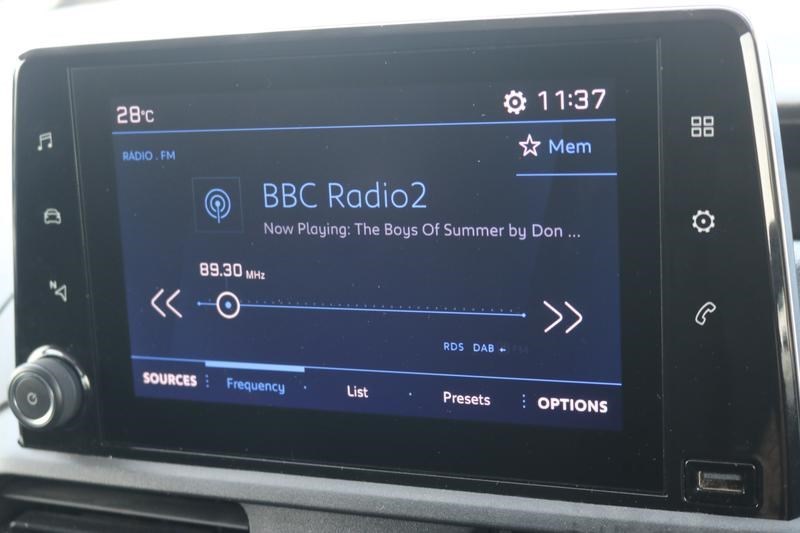 28°C
11:37
RADIO . FM
Mem
BBC Radio2
Now Playing: The Boys Of Summer by Don ...
89.30 MHz
RDS DAB
SOURCES Frequency List Presets OPTIONS
N